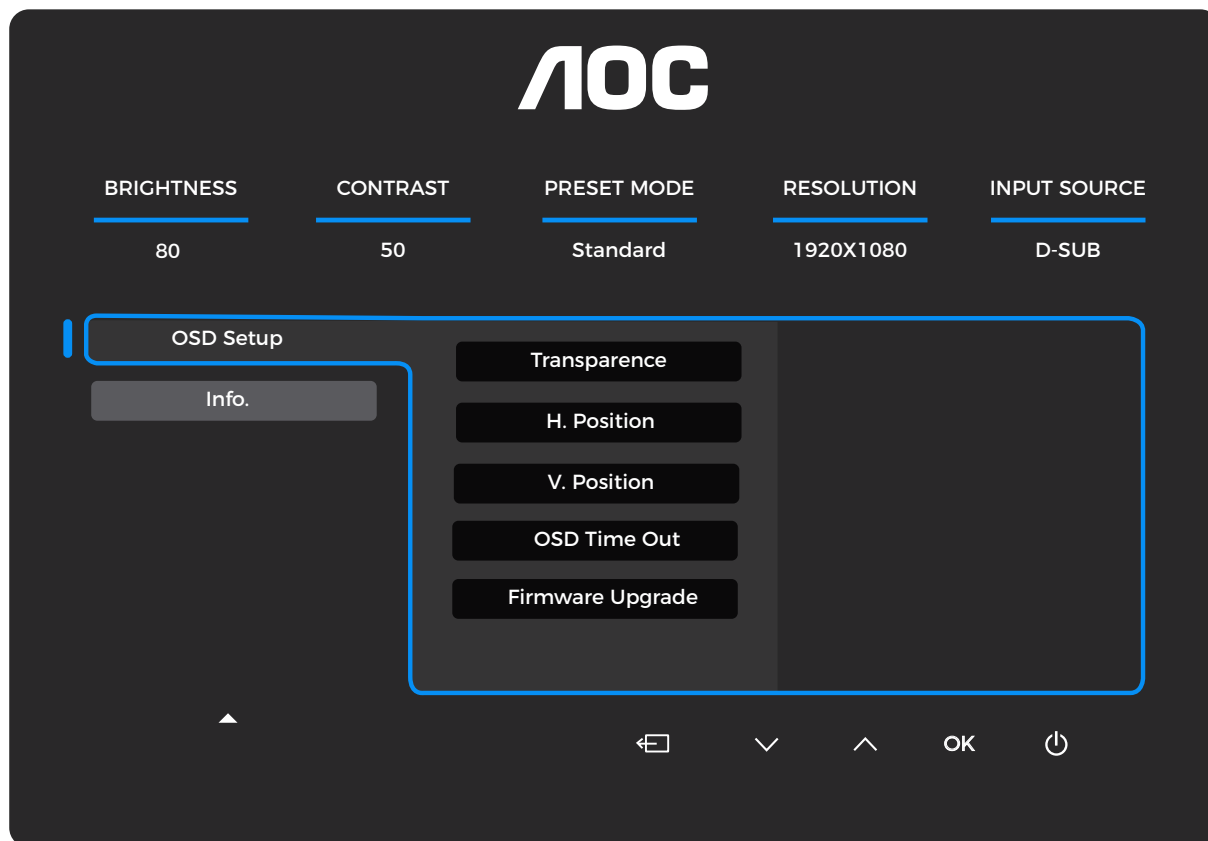 AOC
BRIGHTNESS CONTRAST PRESET MODE RESOLUTION INPUT SOURCE
80 50 Standard 1920X1080 D-SUB
OSD Setup
Transparence
Info.
H. Position
V. Position
OSD Time Out
Firmware Upgrade
OK